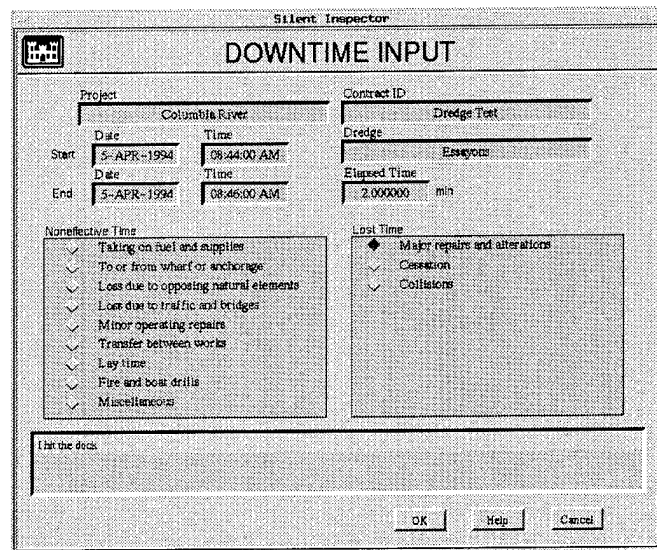 Silent Inspector
DOWNTIME INPUT
Project
Contract ID
Columbia River
Dredge Test
Date
Time
Dredge
Start
5-APR-1994
08:44:00 AM
Essayons
Date
Time
Elapsed Time
End
5-APR-1994
08:46:00 AM
2.000000
min
Noneffective Time
Taking on fuel and supplies
To or from wharf or anchorage
Loss due to opposing natural elements
Loss due to traffic and bridges
Minor operating repairs
Transfer between works
Lay time
Fire and boat drills
Miscellaneous
Lost Time
Major repairs and alterations
Cessation
Collisions
I hit the dock
OK
Help
Cancel